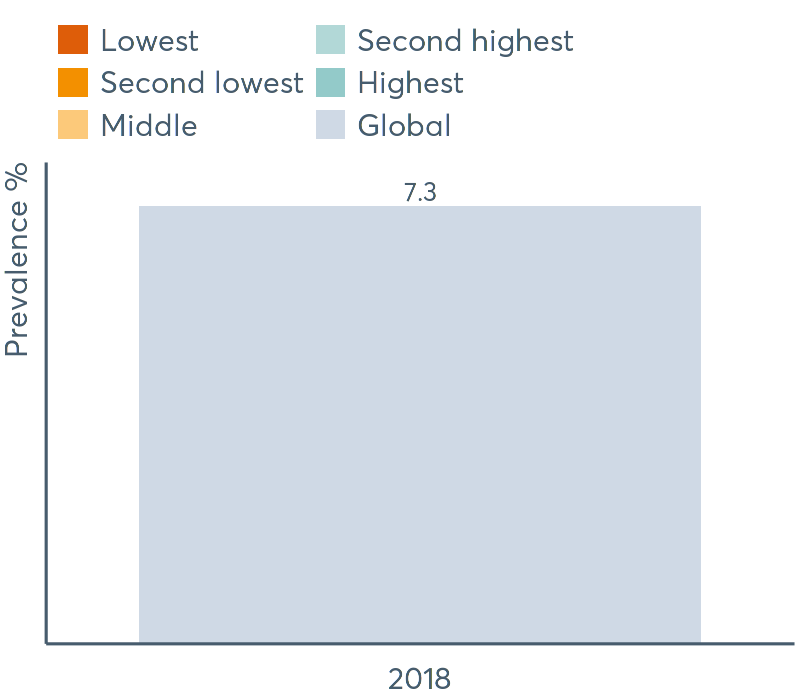 Lowest
Second lowest
Middle
Second highest
Highest
Global
Prevalence %
7.3
2018